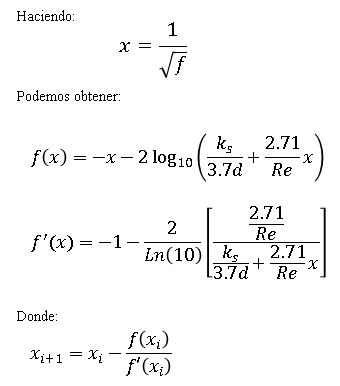 Haciendo:
x = 1/√f
Podemos obtener:
f(x) = −x − 2 log₁₀(kₛ/3.7d + 2.71/Re x)
f′(x) = −1 − 2/Ln(10) [(2.71/Re)/(kₛ/3.7d + 2.71/Re x)]
Donde:
xᵢ₊₁ = xᵢ − f(xᵢ)/f′(xᵢ)